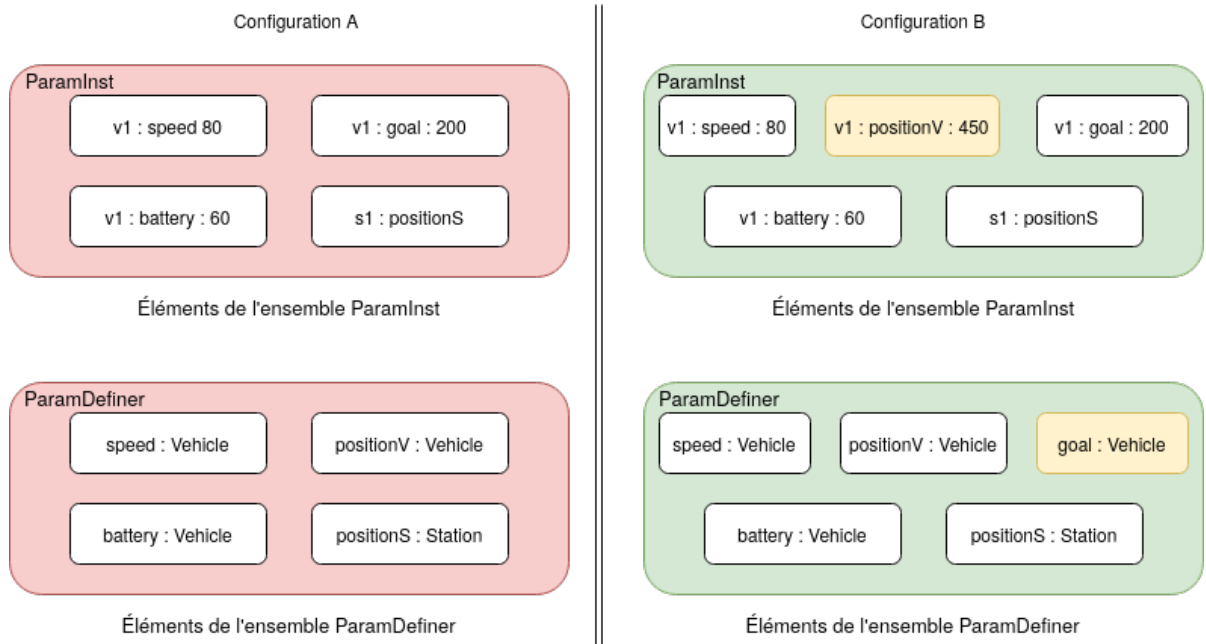 Configuration A
ParamInst
v1 : speed 80
v1 : goal : 200
v1 : battery : 60
s1 : positionS
Éléments de l'ensemble ParamInst
ParamDefiner
speed : Vehicle
positionV : Vehicle
battery : Vehicle
positionS : Station
Éléments de l'ensemble ParamDefiner
Configuration B
ParamInst
v1 : speed : 80
v1 : positionV : 450
v1 : goal : 200
v1 : battery : 60
s1 : positionS
Éléments de l'ensemble ParamInst
ParamDefiner
speed : Vehicle
positionV : Vehicle
goal : Vehicle
battery : Vehicle
positionS : Station
Éléments de l'ensemble ParamDefiner